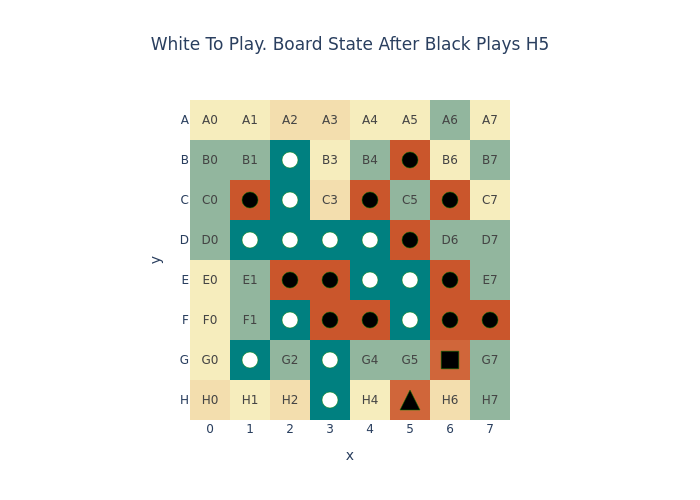 White To Play. Board State After Black Plays H5
A A0 A1 A2 A3 A4 A5 A6 A7
B B0 B1 B3 B4 B6 B7
C C0 C3 C5 C7
D D0 D6 D7
y
E E0 E1 E7
F F0 F1
G G0 G2 G4 G5 G7
H H0 H1 H2 H4 H6 H7
0 1 2 3 4 5 6 7
x